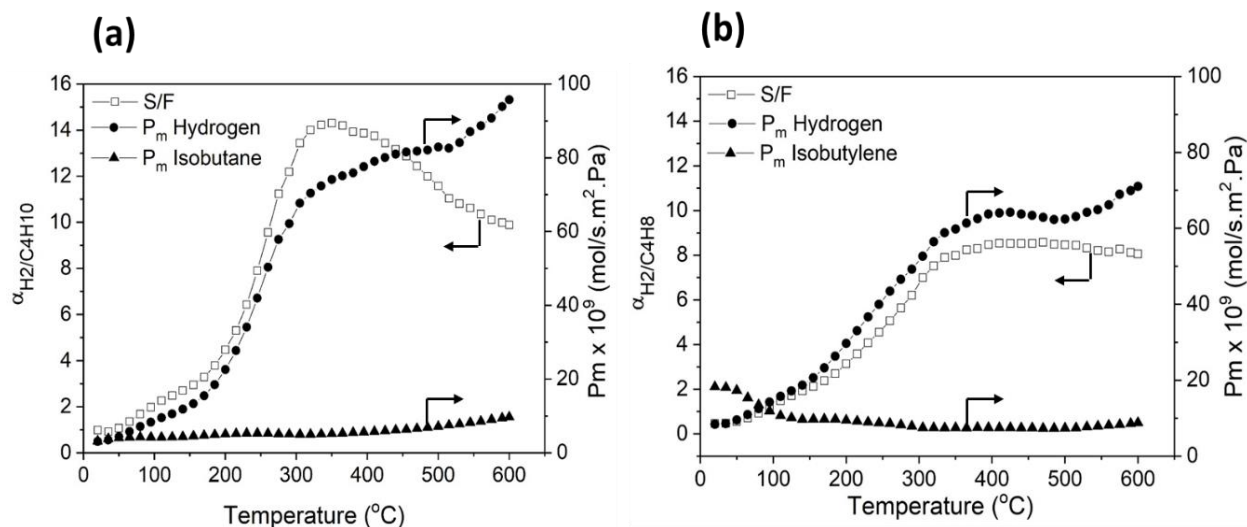 (a)
16
14
12
10
8
6
4
2
0
α_H2/C4H10
S/F
P_m Hydrogen
P_m Isobutane
100
80
60
40
20
0
Pm x 10^9 (mol/s.m^2.Pa)
0 100 200 300 400 500 600
Temperature (°C)
(b)
16
14
12
10
8
6
4
2
0
α_H2/C4H8
S/F
P_m Hydrogen
P_m Isobutylene
100
80
60
40
20
0
Pm x 10^9 (mol/s.m^2.Pa)
0 100 200 300 400 500 600
Temperature (°C)